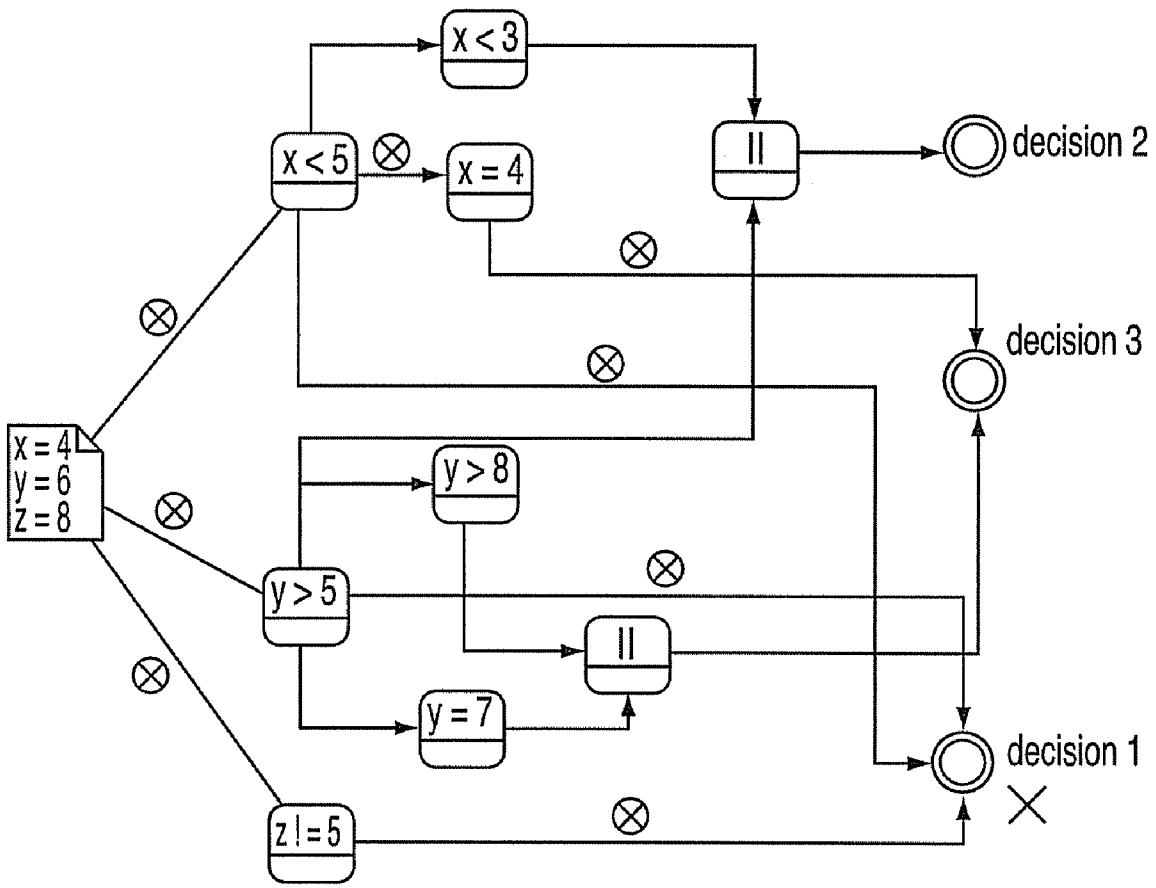 x < 3
x < 5
x = 4
||
decision 2
decision 3
x = 4
y = 6
z = 8
y > 8
y > 5
||
y = 7
decision 1
z != 5